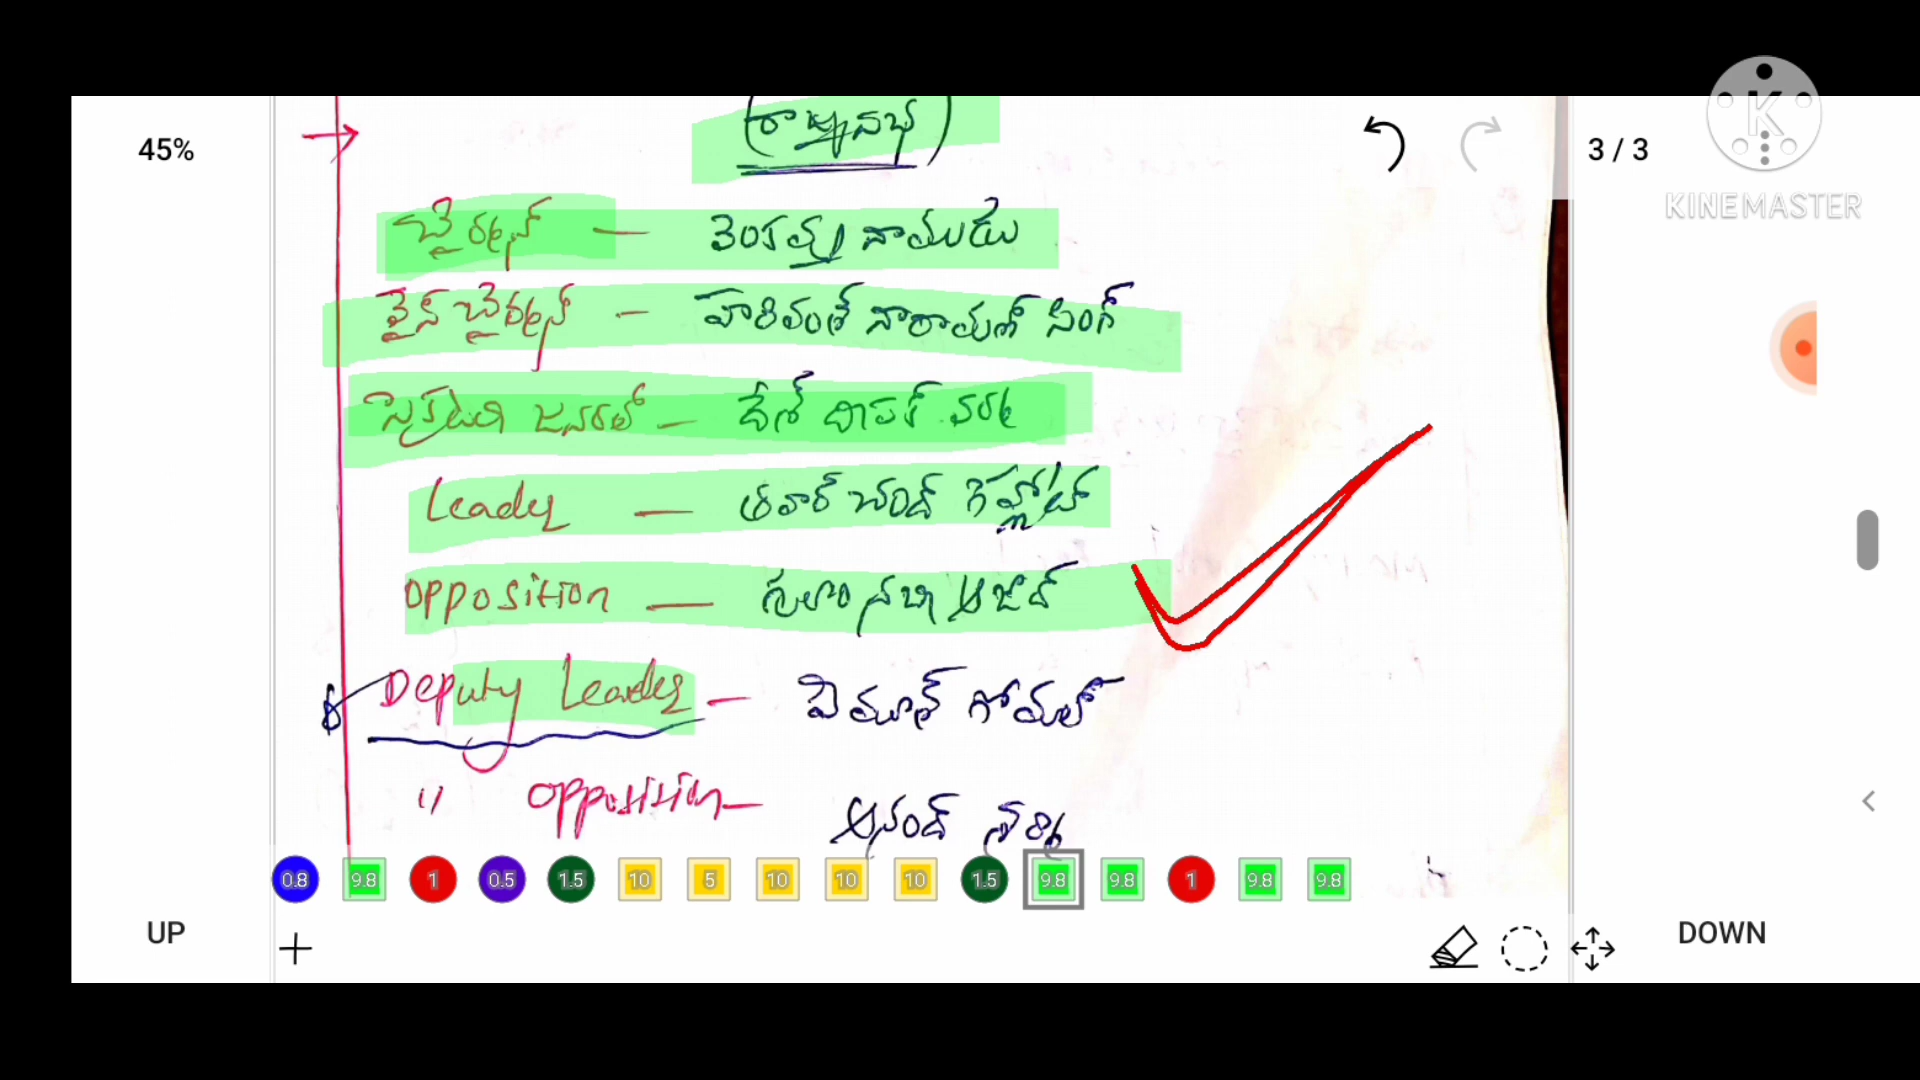 45%
(రాజ్యసభ)
3 / 3
KINEMASTER
చైర్మన్ — వెంకయ్య నాయుడు
వైస్ చైర్మన్ — హరివంశ్ నారాయణ్ సింగ్
సెక్రటరి జనరల్ — దేశ్ దీపక్ వర్మ
Leader — తవార్ చంద్ గెహ్లోట్
opposition — గులాం నబీ ఆజాద్
Deputy Leader — పీయూష్ గోయల్
" opposition — ఆనంద్ శర్మ
0.8 9.8 1 0.5 1.5 10 5 10 10 10 1.5 9.8 9.8 1 9.8 9.8
UP
DOWN